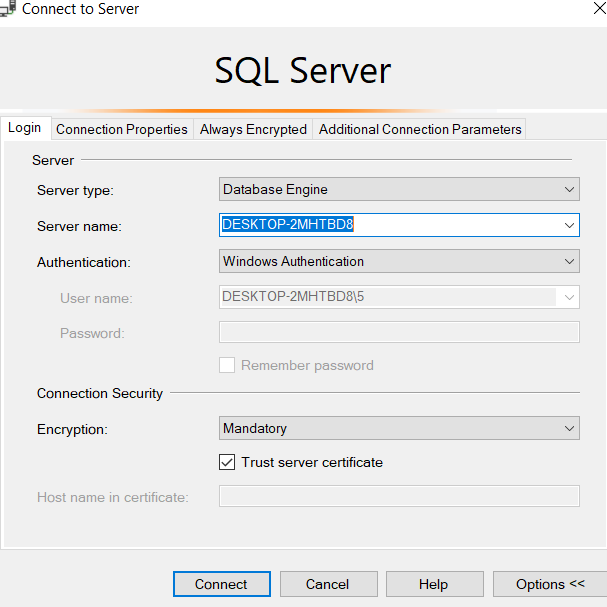 Connect to Server
SQL Server
Login Connection Properties Always Encrypted Additional Connection Parameters
Server
Server type: Database Engine
Server name: DESKTOP-2MHTBD8
Authentication: Windows Authentication
User name: DESKTOP-2MHTBD8\5
Password:
Remember password
Connection Security
Encryption: Mandatory
Trust server certificate
Host name in certificate:
Connect Cancel Help Options <<